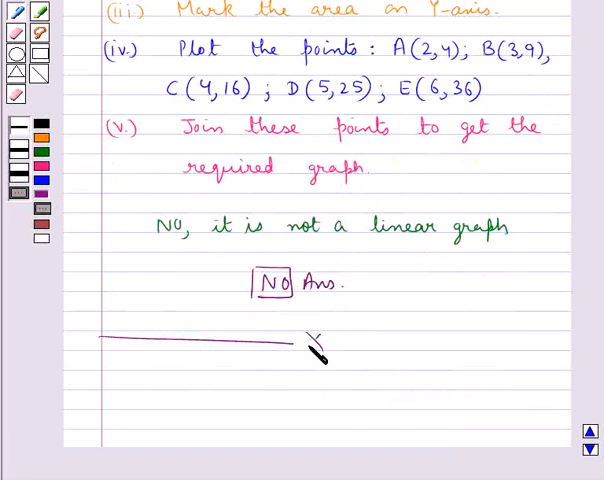 (iii.) Mark the area on Y-axis.
(iv.) Plot the points : A(2,4); B(3,9),
C(4,16) ; D(5,25) ; E(6,36)
(v.) Join these points to get the
required graph.
NO, it is not a linear graph
NO Ans.